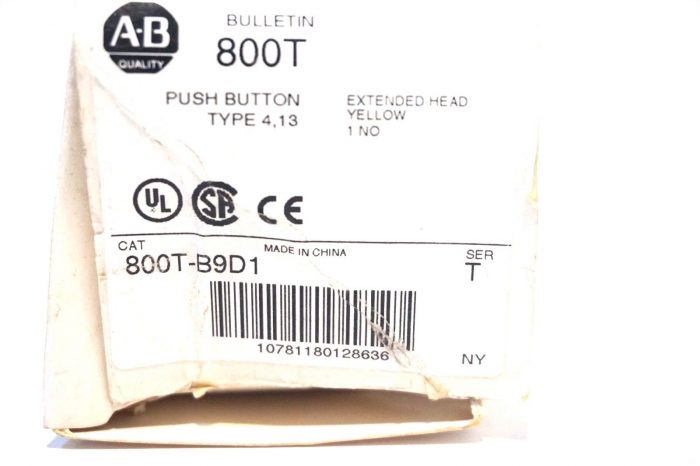 A-B
QUALITY
BULLETIN
800T
PUSH BUTTON
TYPE 4,13
EXTENDED HEAD
YELLOW
1 NO
UL
SA
CE
CAT
800T-B9D1
MADE IN CHINA
SER
T
10781180128636
NY